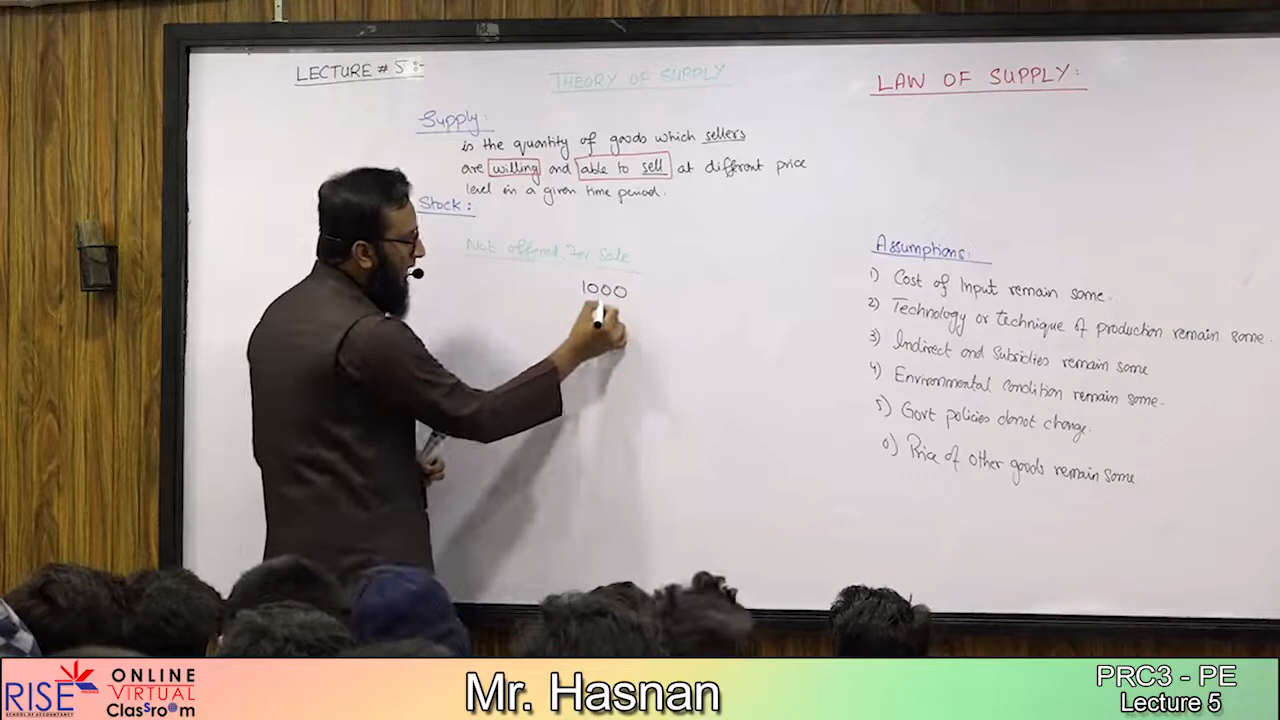 LECTURE # 5 :-
THEORY OF SUPPLY
Supply:
is the quantity of goods which sellers
are willing and able to sell at different price
level in a given time period.
Stock:
Not offered For Sale
1000
LAW OF SUPPLY:
Assumptions:
1) Cost of Input remain same.
2) Technology or technique of production remain same.
3) Indirect and Subsidies remain same
4) Environmental Condition remain same.
5) Govt policies donot change.
6) Price of other goods remain same
RISE
SCHOOL OF ACCOUNTANCY
ONLINE
VIRTUAL
ClasSroom
Mr. Hasnan
PRC3 - PE
Lecture 5